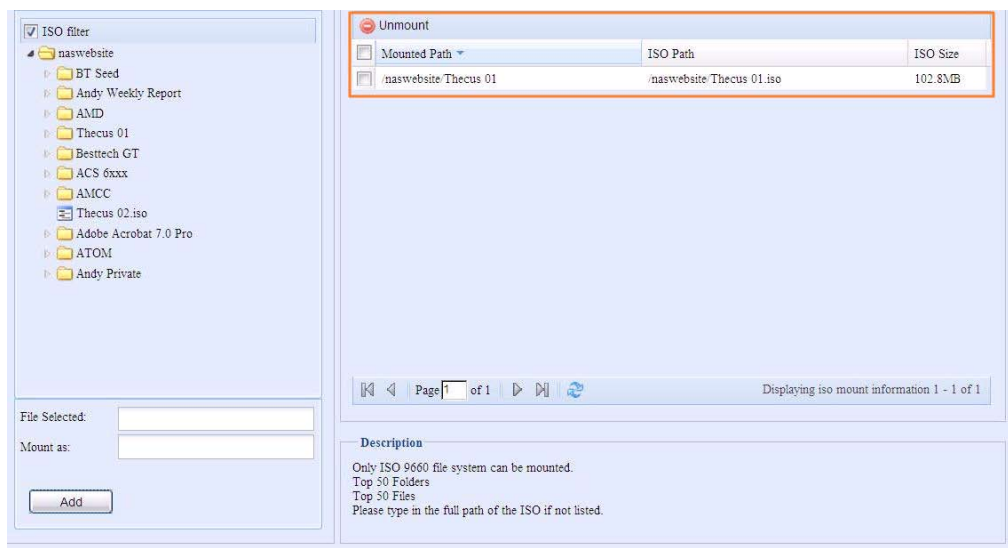 ISO filter
naswebsite
BT Seed
Andy Weekly Report
AMD
Thecus 01
Besttech GT
ACS 6xxx
AMCC
Thecus 02.iso
Adobe Acrobat 7.0 Pro
ATOM
Andy Private
File Selected:
Mount as:
Add
Unmount
Mounted Path ISO Path ISO Size
/naswebsite/Thecus 01 /naswebsite/Thecus 01.iso 102.8MB
Page 1 of 1 Displaying iso mount information 1 - 1 of 1
Description
Only ISO 9660 file system can be mounted.
Top 50 Folders
Top 50 Files
Please type in the full path of the ISO if not listed.